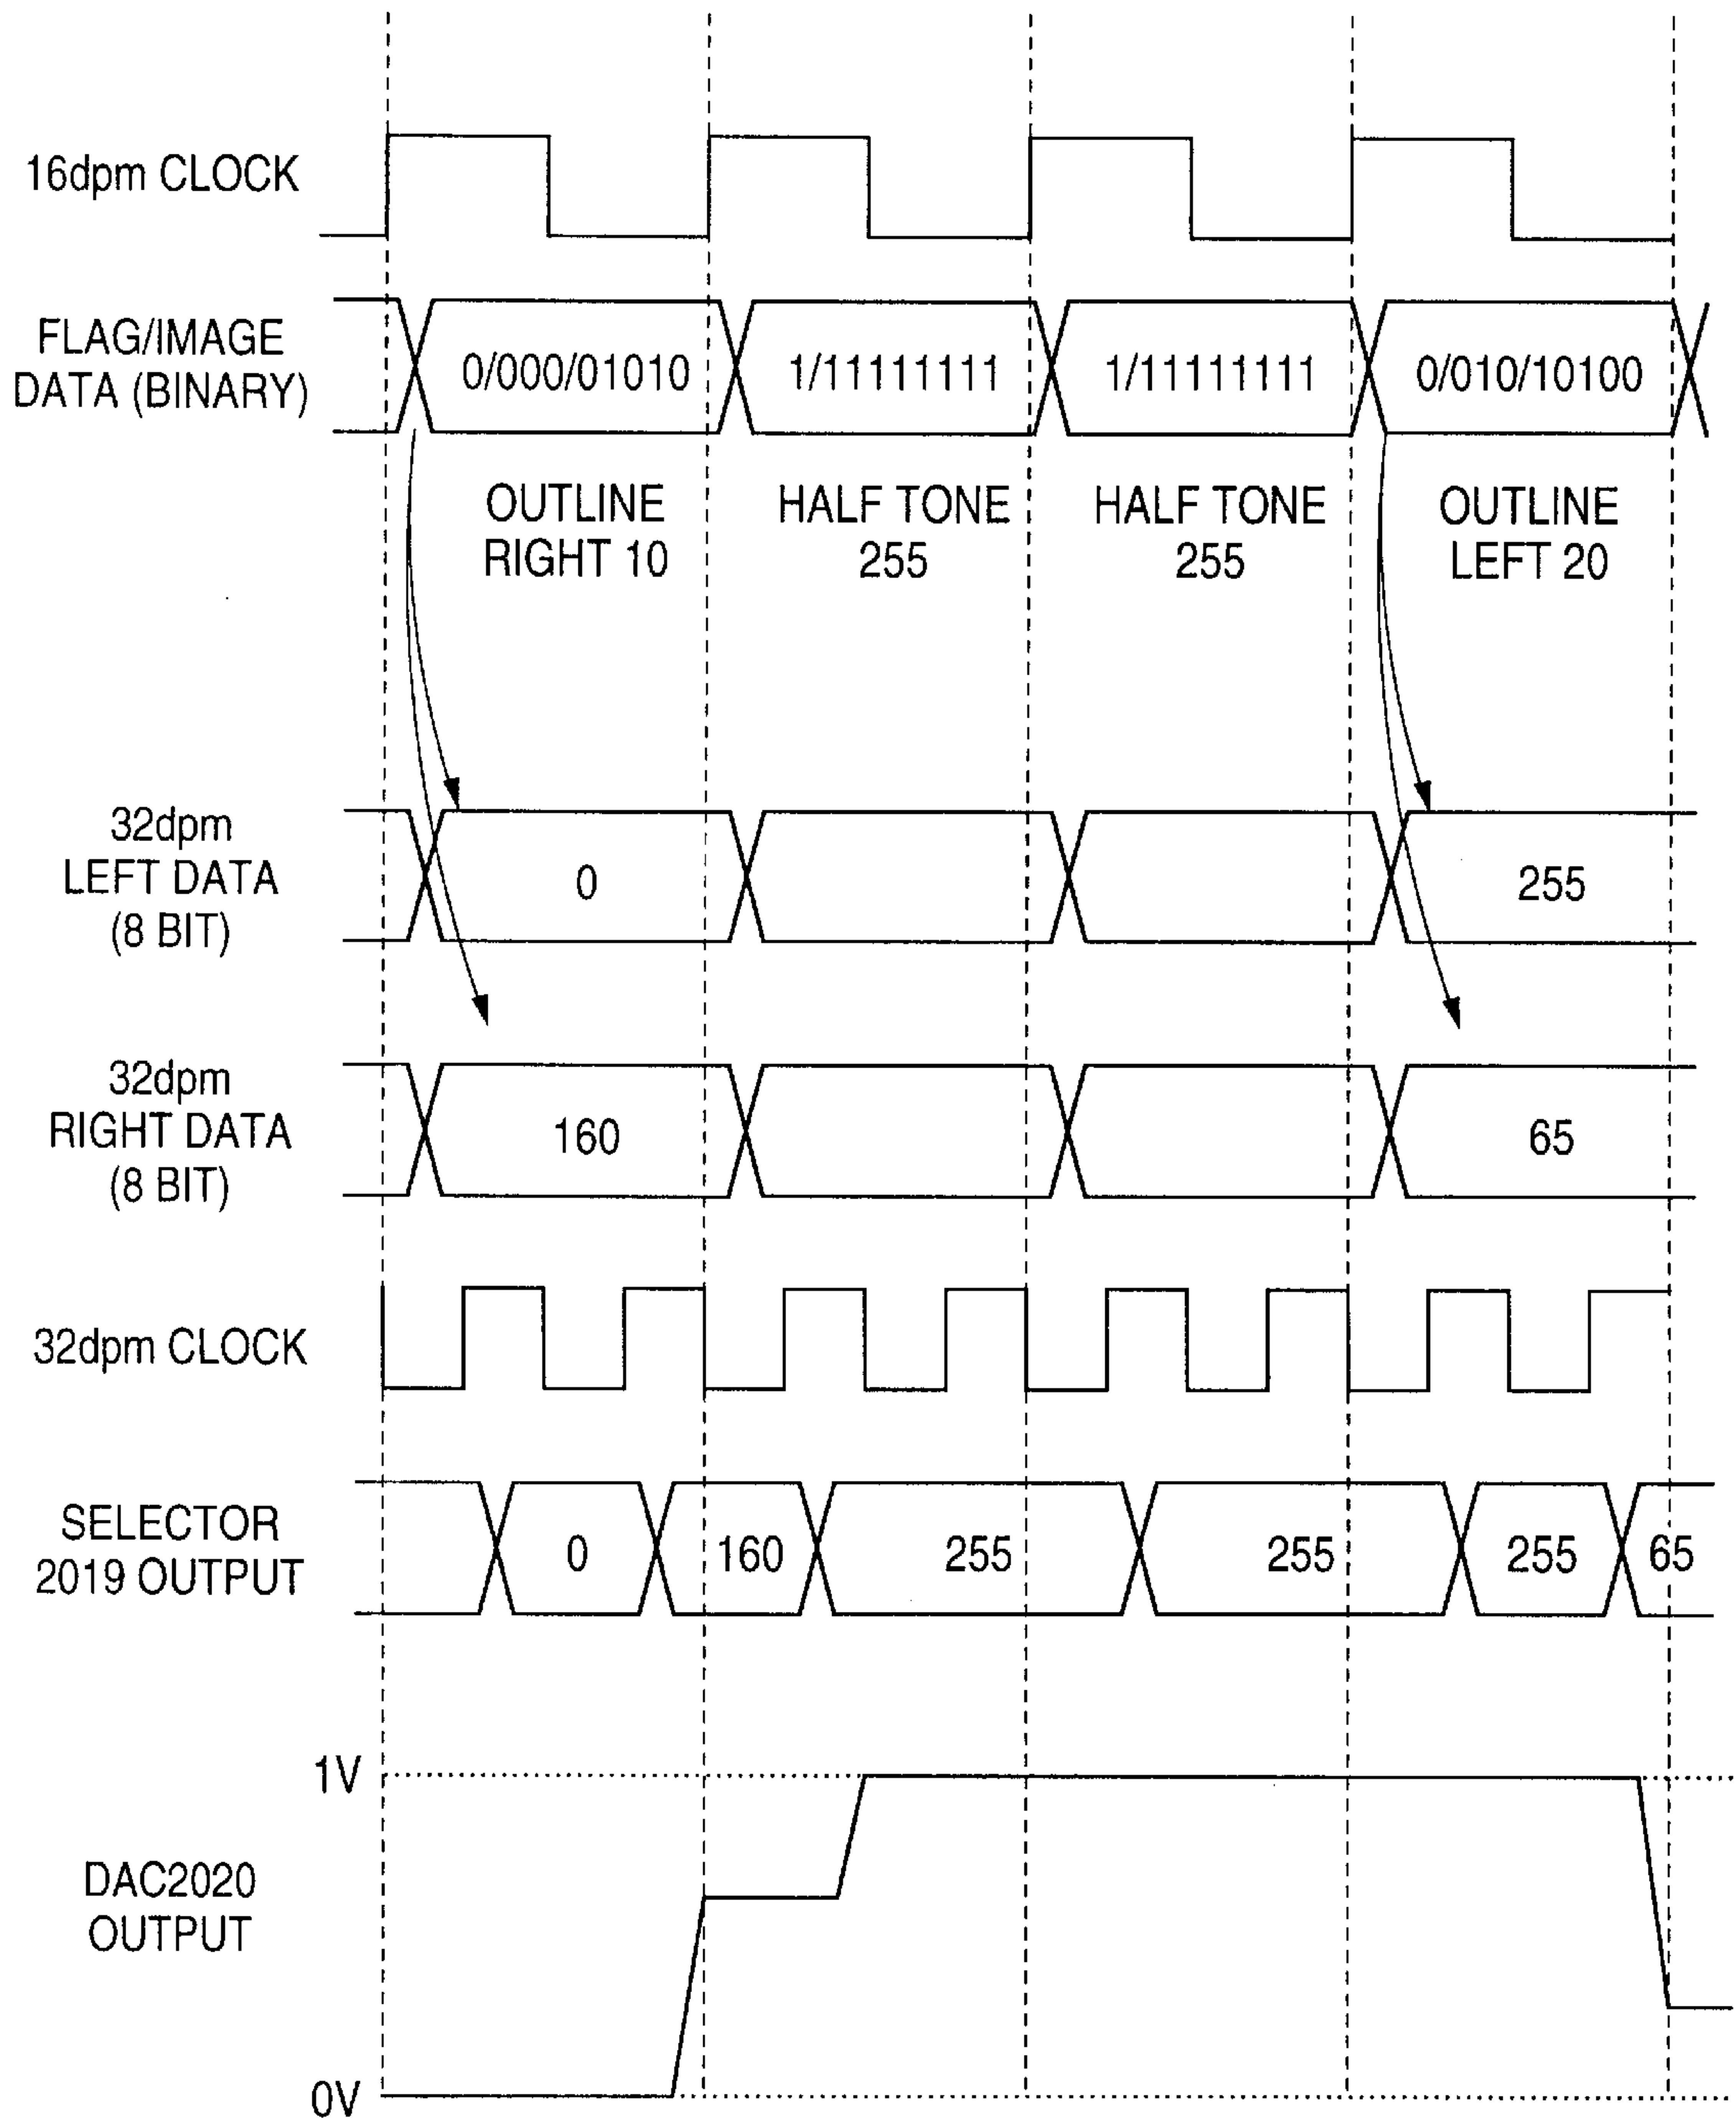 16dpm CLOCK
FLAG/IMAGE
DATA (BINARY)
0/000/01010
1/11111111
1/11111111
0/010/10100
OUTLINE
RIGHT 10
HALF TONE
255
HALF TONE
255
OUTLINE
LEFT 20
32dpm
LEFT DATA
(8 BIT)
0
255
32dpm
RIGHT DATA
(8 BIT)
160
65
32dpm CLOCK
SELECTOR
2019 OUTPUT
0
160
255
255
255
65
1V
DAC2020
OUTPUT
0V